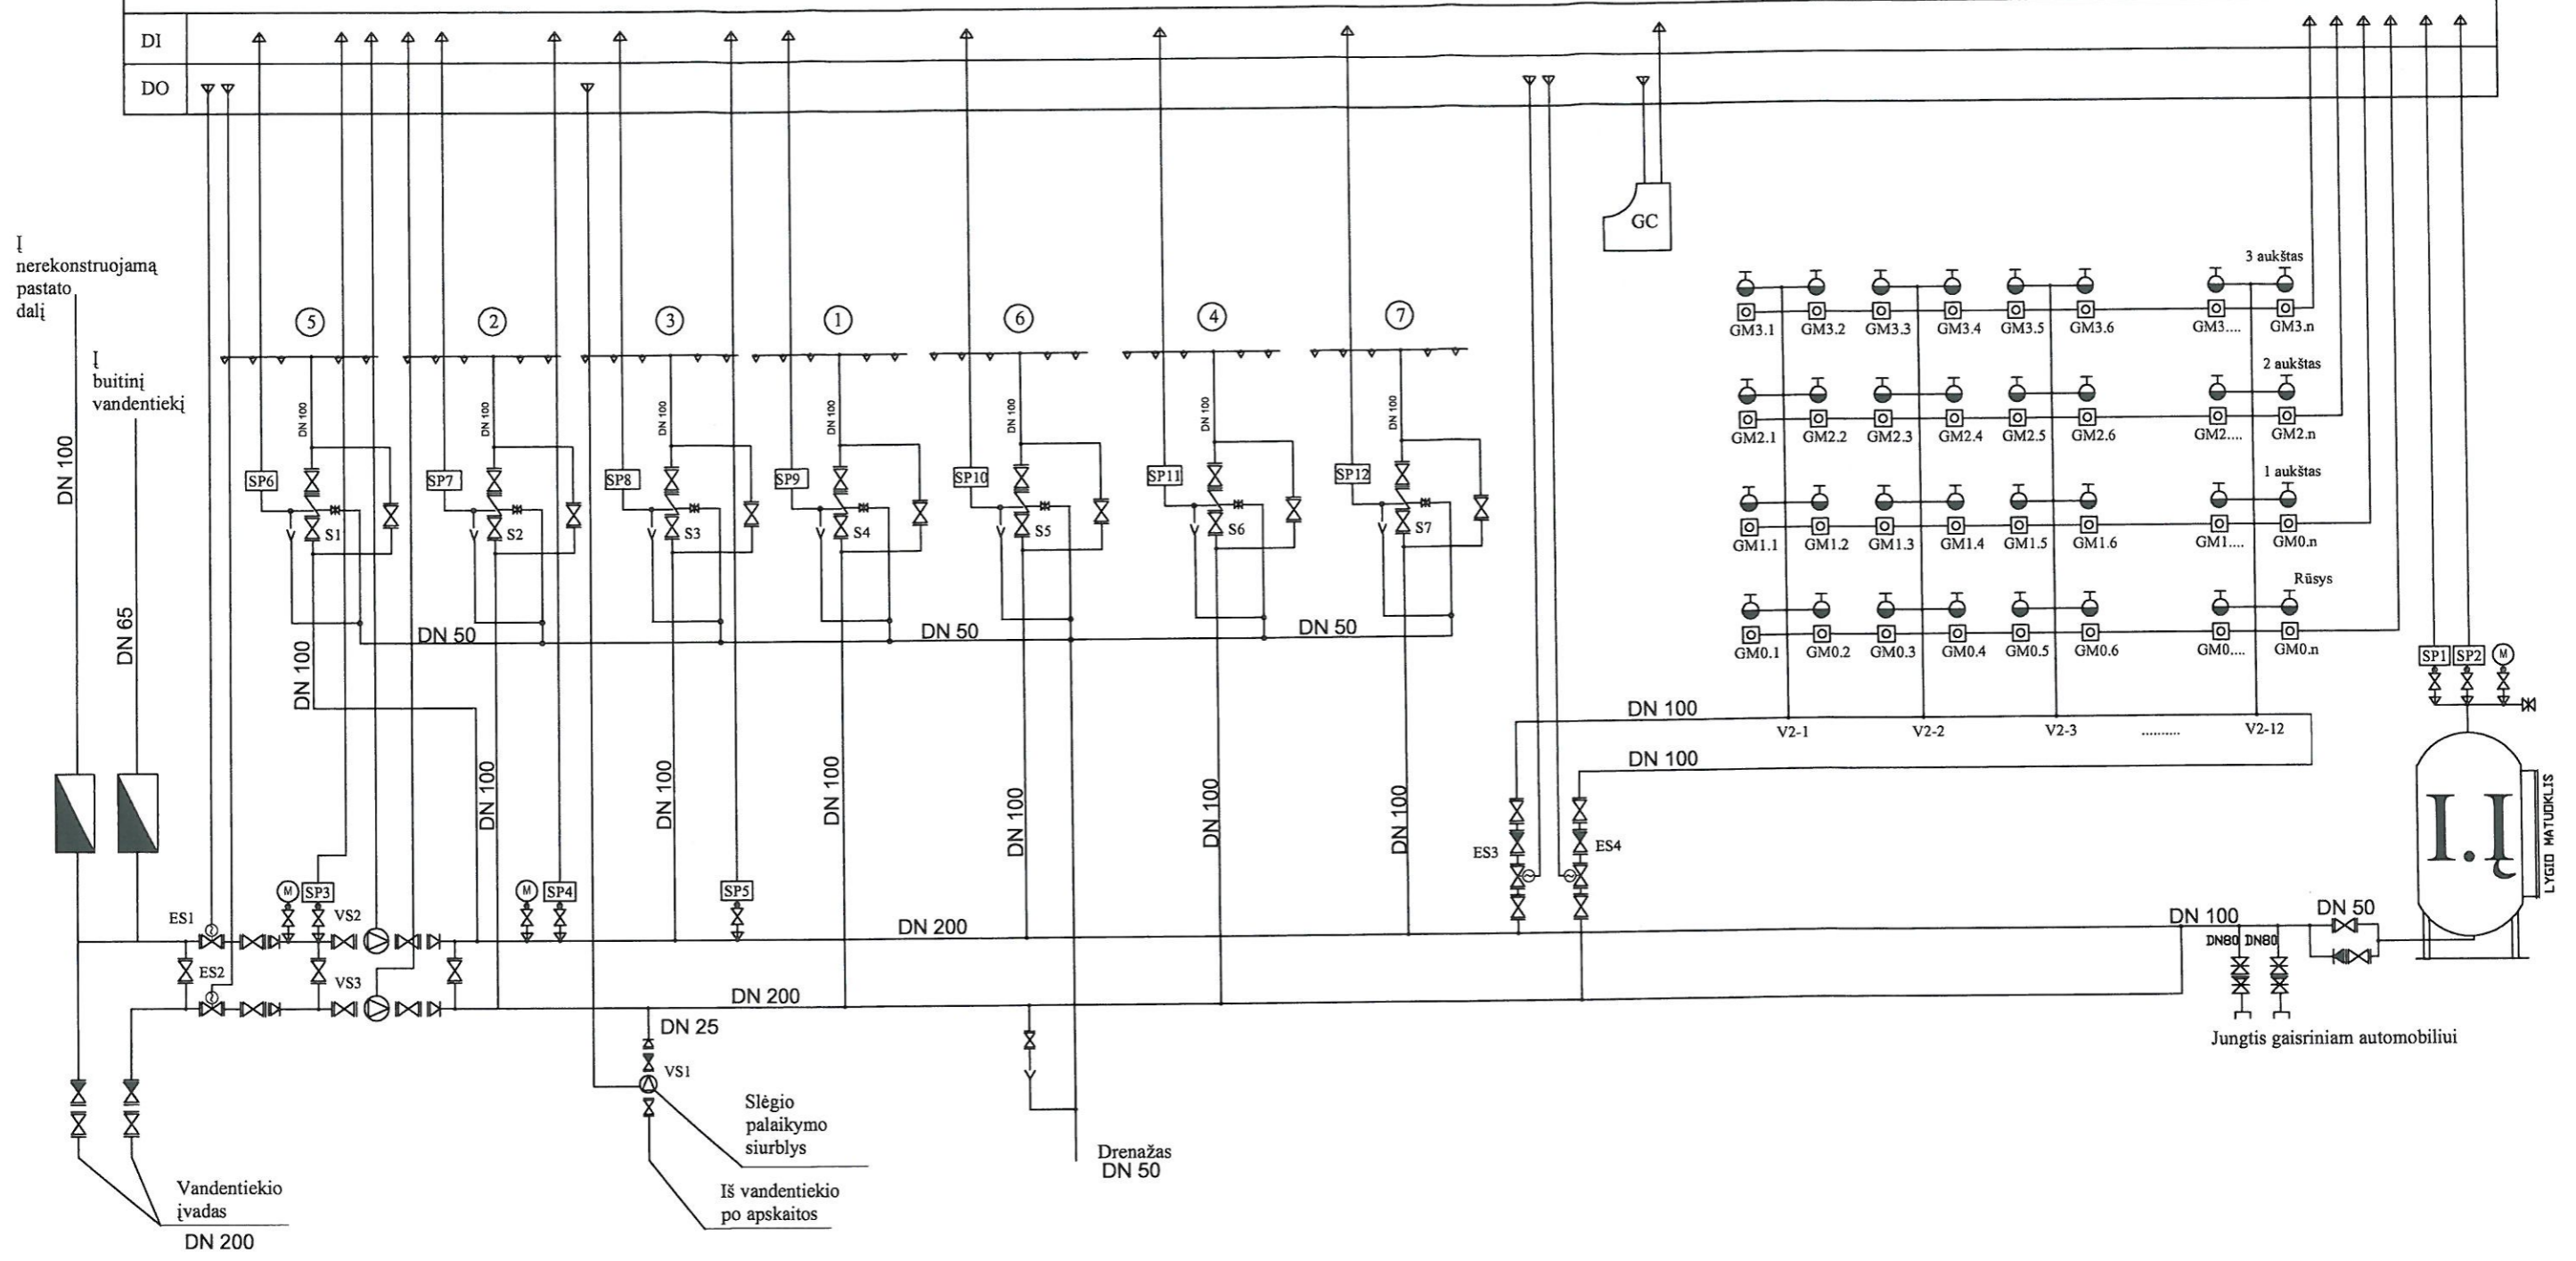 DI
DO
Į
nerekonstruojamą
pastato
dalį
Į
buitinį
vandentiekį
DN 100
DN 65
GC
5
2
3
1
6
4
7
DN 100
DN 100
DN 100
DN 100
DN 100
DN 100
DN 100
SP6
SP7
SP8
SP9
SP10
SP11
SP12
S1
S2
S3
S4
S5
S6
S7
DN 50
DN 50
DN 50
DN 100
DN 100
DN 100
DN 100
DN 100
DN 100
DN 100
3 aukštas
GM3.1 GM3.2 GM3.3 GM3.4 GM3.5 GM3.6 GM3.... GM3.n
2 aukštas
GM2.1 GM2.2 GM2.3 GM2.4 GM2.5 GM2.6 GM2.... GM2.n
1 aukštas
GM1.1 GM1.2 GM1.3 GM1.4 GM1.5 GM1.6 GM1.... GM0.n
Rūsys
GM0.1 GM0.2 GM0.3 GM0.4 GM0.5 GM0.6 GM0.... GM0.n
SP1 SP2 M
DN 100
V2-1 V2-2 V2-3 .......... V2-12
DN 100
ES3
ES4
I.Į
LYGIO MATUOKLIS
M SP3
VS2
M SP4
SP5
ES1
ES2
VS3
DN 200
DN 200
DN 100
DN 50
DN80 DN80
Jungtis gaisriniam automobiliui
DN 25
VS1
Slėgio
palaikymo
siurblys
Iš vandentiekio
po apskaitos
Drenažas
DN 50
Vandentiekio
įvadas
DN 200